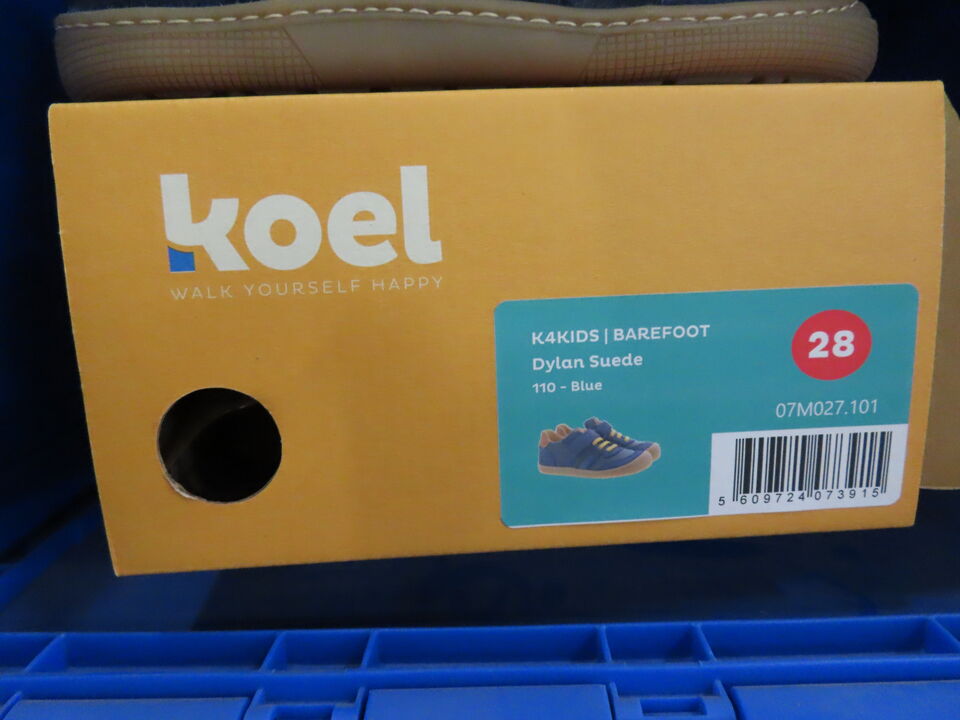 koel
WALK YOURSELF HAPPY
K4KIDS | BAREFOOT
Dylan Suede
110 - Blue
28
07M027.101
5 609724 073915